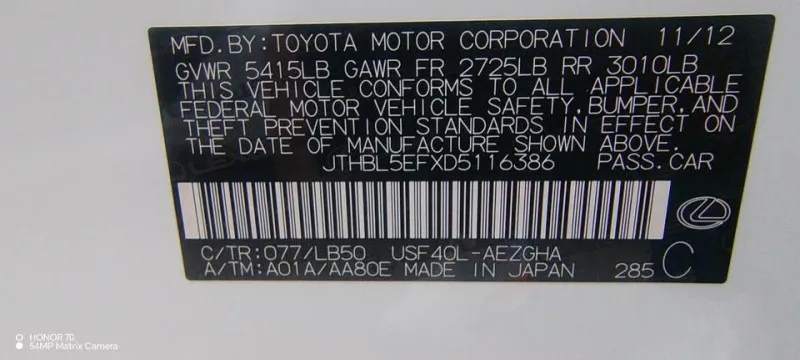 MFD. BY: TOYOTA MOTOR CORPORATION 11/12
GVWR 5415LB GAWR FR 2725LB RR 3010LB
THIS VEHICLE CONFORMS TO ALL APPLICABLE
FEDERAL MOTOR VEHICLE SAFETY, BUMPER, AND
THEFT PREVENTION STANDARDS IN EFFECT ON
THE DATE OF MANUFACTURE SHOWN ABOVE.
JTHBL5EFXD5116386 PASS. CAR
C/TR: 077/LB50 USF40L-AEZGHA
A/TM: A01A/AA80E MADE IN JAPAN 285 C
HONOR 70
54MP Matrix Camera